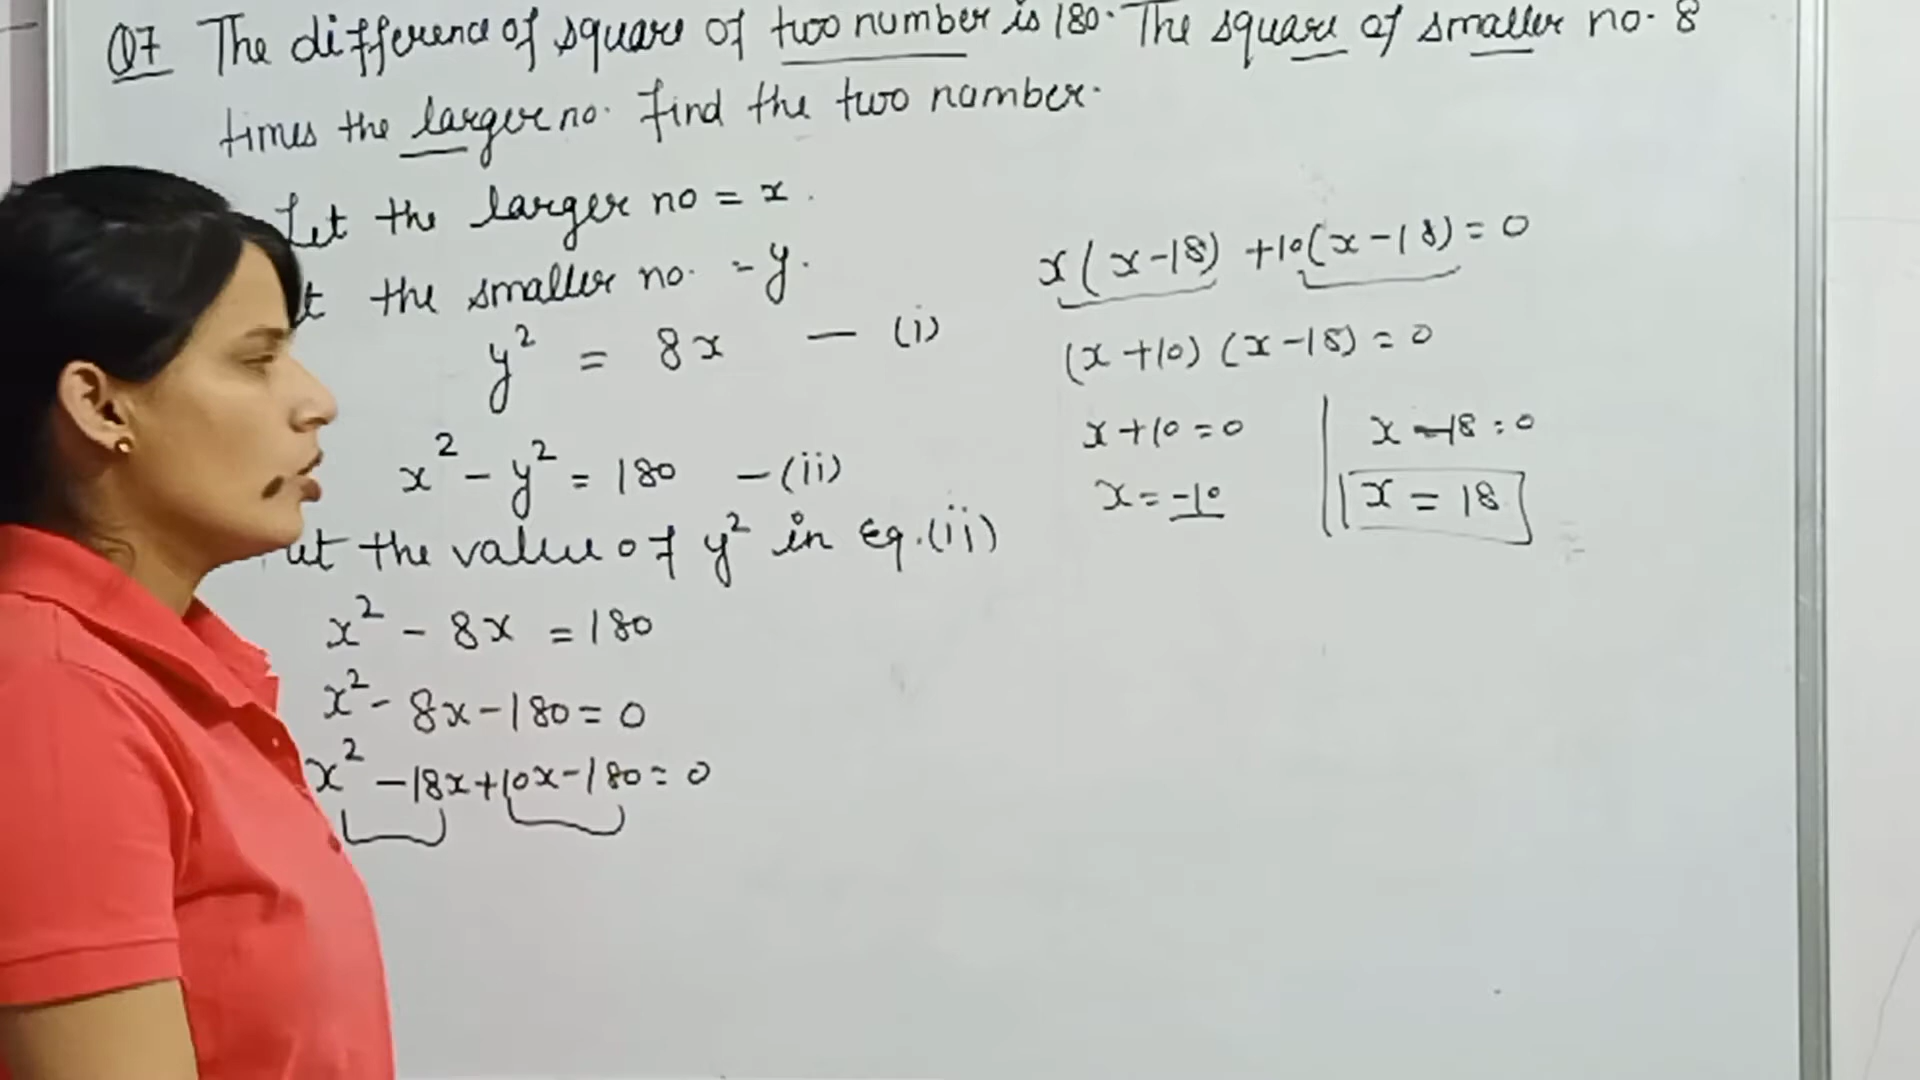 Q7 The difference of square of two number is 180. The square of smaller no. 8
times the larger no. find the two number.
Let the larger no = x.
the smaller no. = y.
y² = 8x — (i)
x² - y² = 180 — (ii)
the value of y² in Eq.(ii)
x² - 8x = 180
x² - 8x - 180 = 0
x² - 18x + 10x - 180 = 0
x(x-18) +10(x-18) = 0
(x+10) (x-18) = 0
x+10=0
x = -10
x-18=0
x = 18